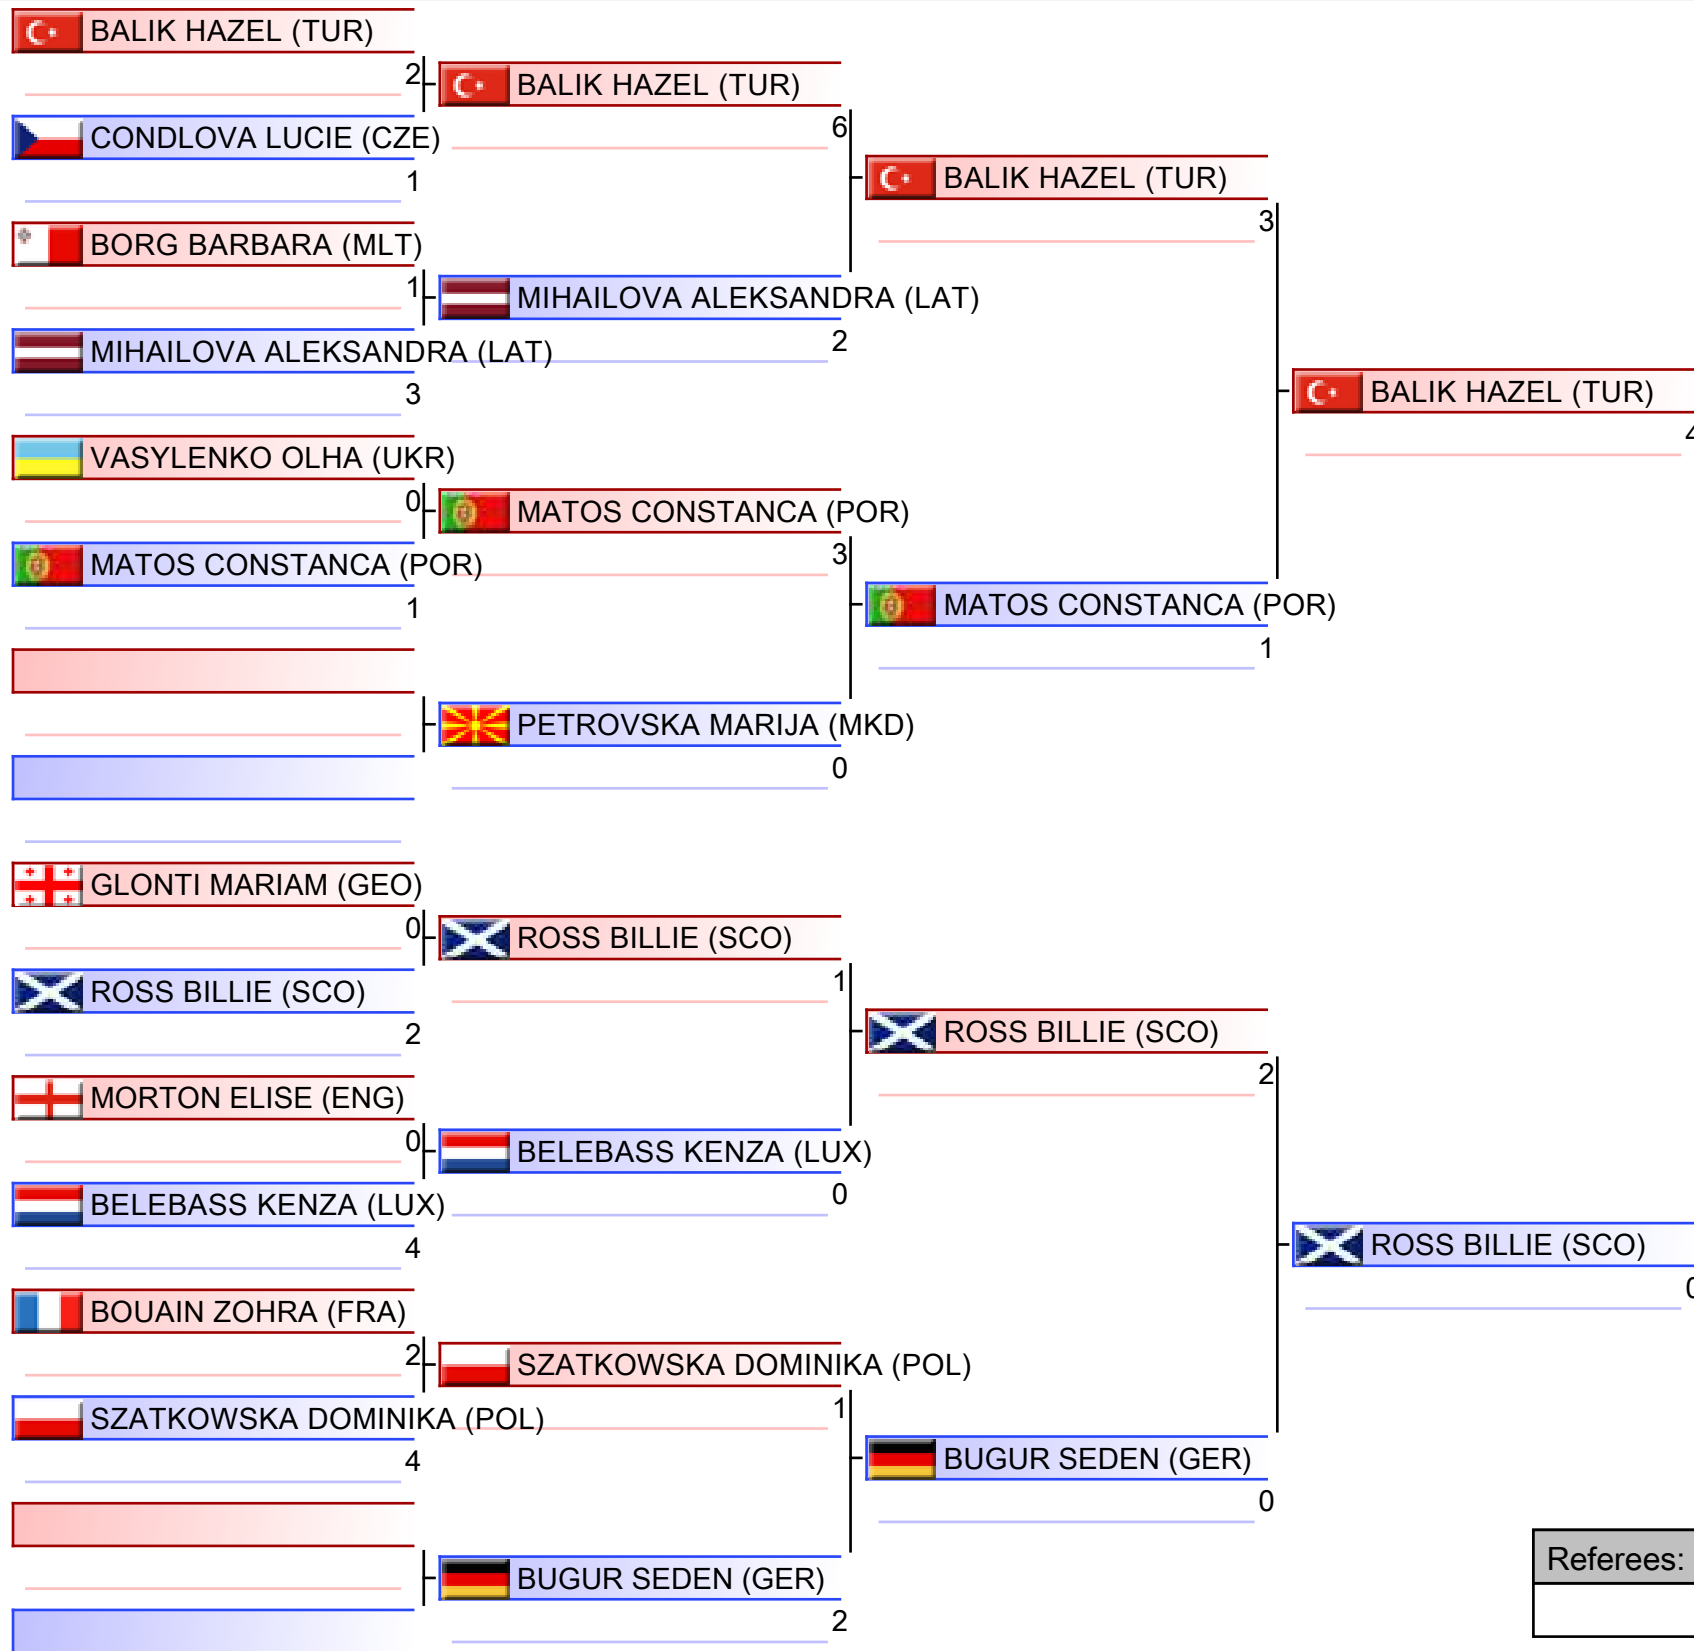 BALIK HAZEL (TUR)
2
CONDLOVA LUCIE (CZE)
1
BORG BARBARA (MLT)
1
MIHAILOVA ALEKSANDRA (LAT)
3
VASYLENKO OLHA (UKR)
0
MATOS CONSTANCA (POR)
1
GLONTI MARIAM (GEO)
0
ROSS BILLIE (SCO)
2
MORTON ELISE (ENG)
0
BELEBASS KENZA (LUX)
4
BOUAIN ZOHRA (FRA)
2
SZATKOWSKA DOMINIKA (POL)
4
BALIK HAZEL (TUR)
6
MIHAILOVA ALEKSANDRA (LAT)
2
MATOS CONSTANCA (POR)
3
PETROVSKA MARIJA (MKD)
0
ROSS BILLIE (SCO)
1
BELEBASS KENZA (LUX)
0
SZATKOWSKA DOMINIKA (POL)
1
BUGUR SEDEN (GER)
2
BALIK HAZEL (TUR)
3
MATOS CONSTANCA (POR)
1
ROSS BILLIE (SCO)
2
BUGUR SEDEN (GER)
0
BALIK HAZEL (TUR)
4
ROSS BILLIE (SCO)
0
Referees: